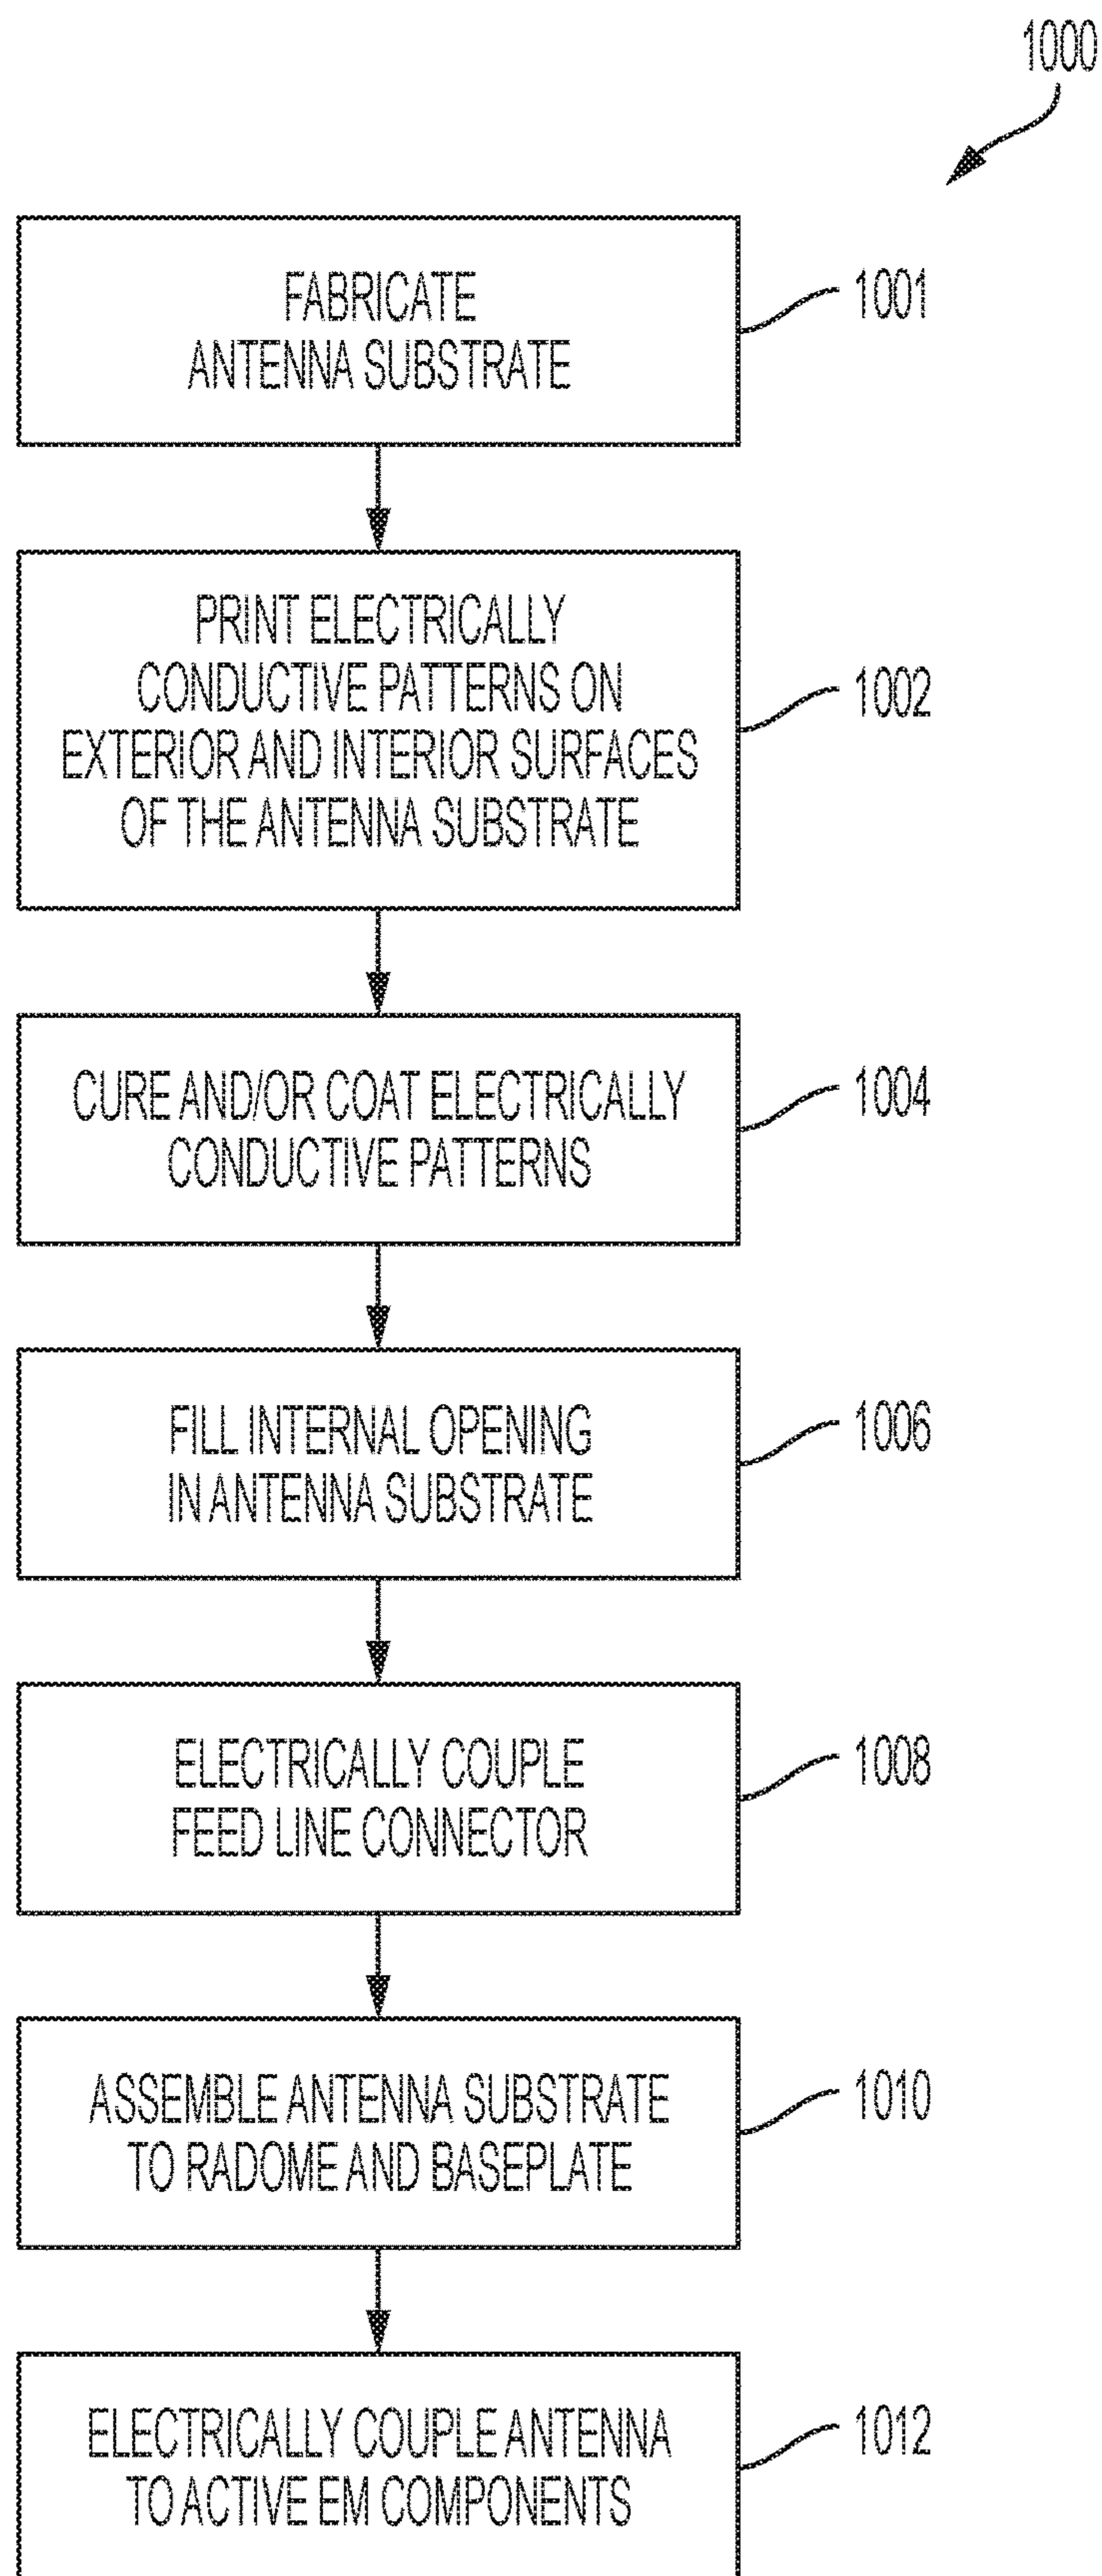 1000
FABRICATE
ANTENNA SUBSTRATE
1001
PRINT ELECTRICALLY
CONDUCTIVE PATTERNS ON
EXTERIOR AND INTERIOR SURFACES
OF THE ANTENNA SUBSTRATE
1002
CURE AND/OR COAT ELECTRICALLY
CONDUCTIVE PATTERNS
1004
FILL INTERNAL OPENING
IN ANTENNA SUBSTRATE
1006
ELECTRICALLY COUPLE
FEED LINE CONNECTOR
1008
ASSEMBLE ANTENNA SUBSTRATE
TO RADOME AND BASEPLATE
1010
ELECTRICALLY COUPLE ANTENNA
TO ACTIVE EM COMPONENTS
1012